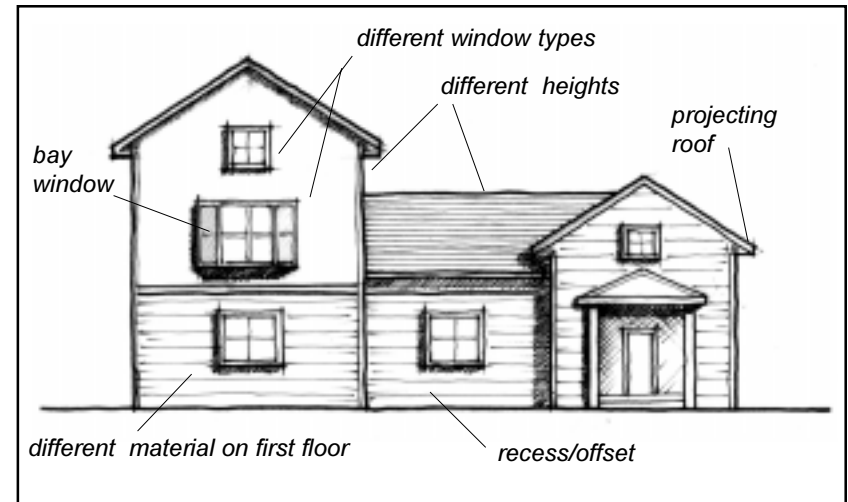 different window types
different heights
projecting
roof
bay
window
different material on first floor
recess/offset